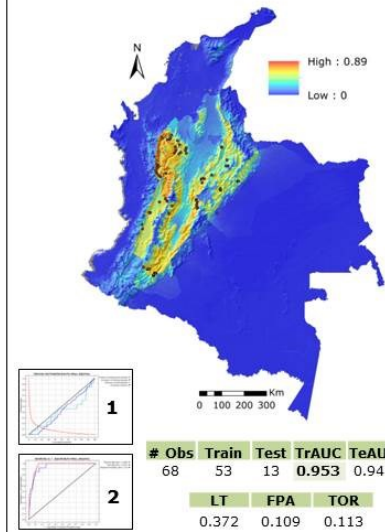 N
High : 0.89
Low : 0
1
2
Km
0 100 200 300
# Obs Train Test TrAUC TeAU
68 53 13 0.953 0.94
LT FPA TOR
0.372 0.109 0.113